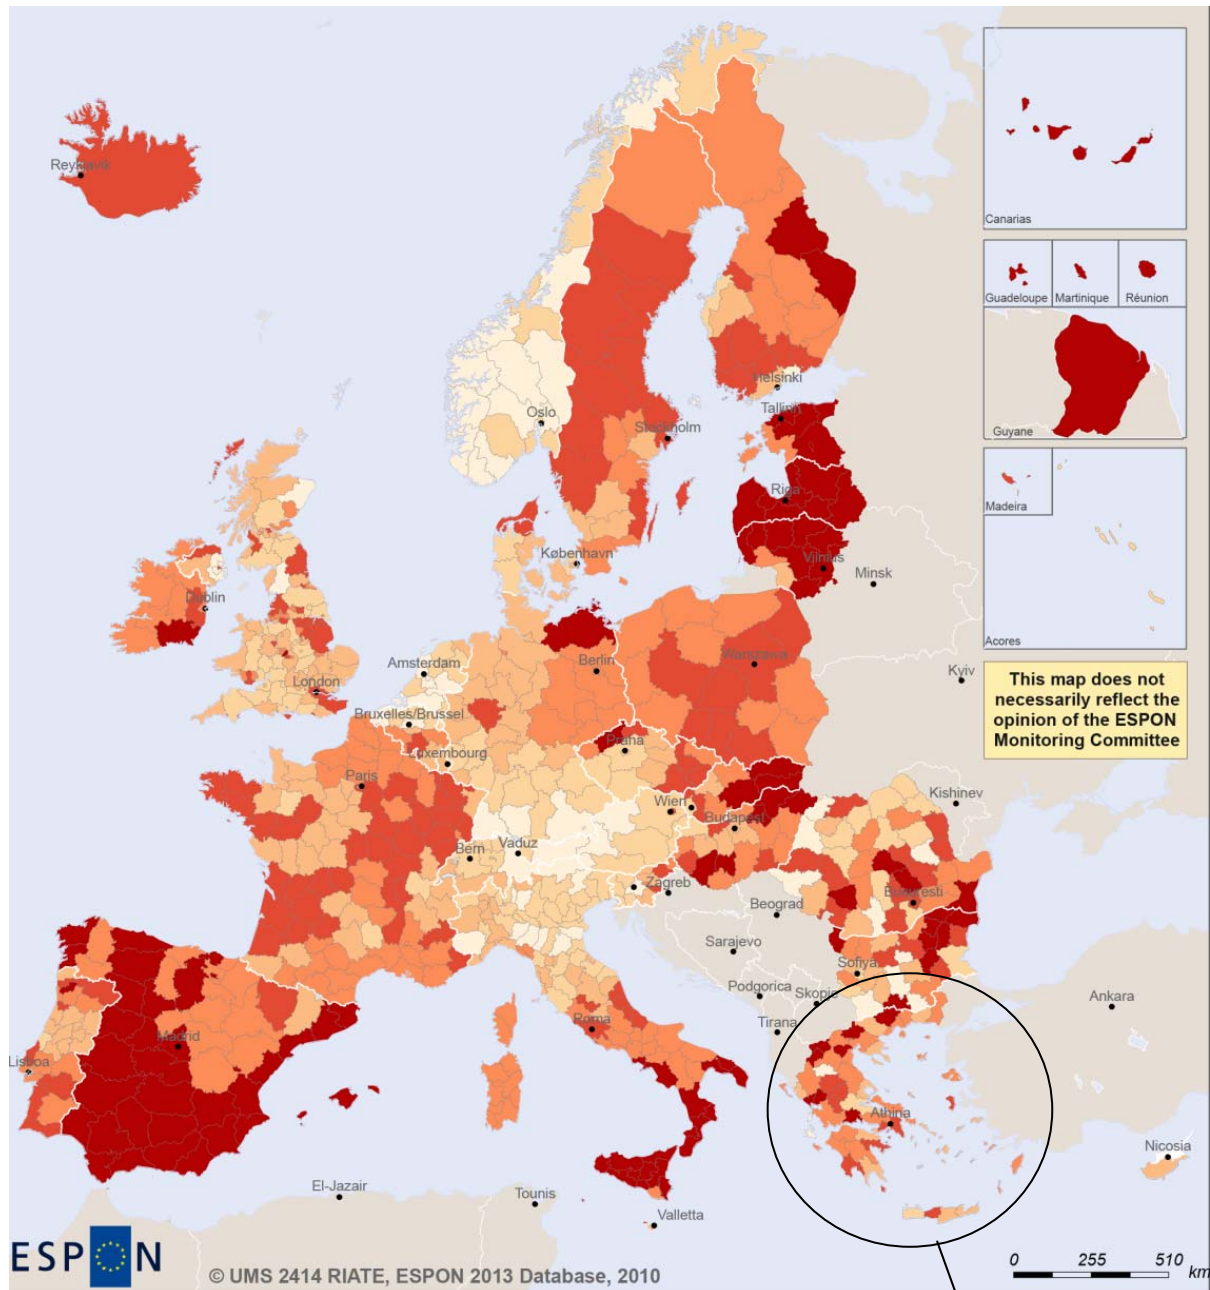 Reykjavik
Canarias
Guadeloupe
Martinique
Réunion
Guyane
Madeira
Acores
This map does not
necessarily reflect the
opinion of the ESPON
Monitoring Committee
Helsinki
Oslo
Tallinn
Stockholm
Riga
København
Vilnius
Minsk
Dublin
Amsterdam
Berlin
Warszawa
Kyiv
London
Bruxelles/Brussel
Praha
Luxembourg
Paris
Kishinev
Wien
Budapest
Bern
Vaduz
Zagreb
Bucuresti
Beograd
Sarajevo
Sofiya
Podgorica
Skopje
Ankara
Roma
Tirana
Madrid
Lisboa
Athina
Nicosia
El-Jazair
Tounis
Valletta
ESPON
© UMS 2414 RIATE, ESPON 2013 Database, 2010
0 255 510
km